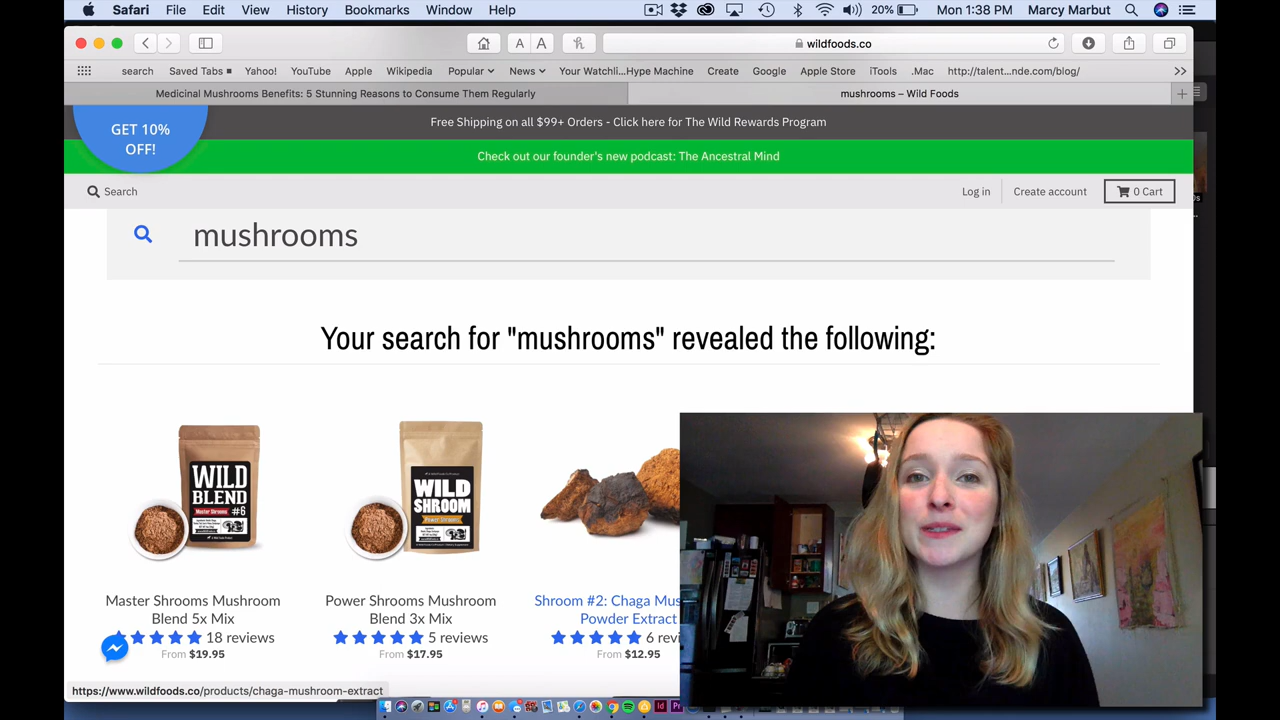 Safari File Edit View History Bookmarks Window Help 20% Mon 1:38 PM Marcy Marbut
A A wildfoods.co
search Saved Tabs Yahoo! YouTube Apple Wikipedia Popular News Your Watchli...Hype Machine Create Google Apple Store iTools .Mac http://talent...nde.com/blog/
Medicinal Mushrooms Benefits: 5 Stunning Reasons to Consume Them Regularly mushrooms – Wild Foods
GET 10%
OFF!
Free Shipping on all $99+ Orders - Click here for The Wild Rewards Program
Check out our founder's new podcast: The Ancestral Mind
Search Log in Create account 0 Cart
mushrooms
Your search for "mushrooms" revealed the following:
WILD
BLEND
#6
Master Shrooms
WILD
SHROOM
Power Shrooms
Master Shrooms Mushroom
Blend 5x Mix
18 reviews
From $19.95
Power Shrooms Mushroom
Blend 3x Mix
5 reviews
From $17.95
Shroom #2: Chaga Mus
Powder Extract
6 revi
From $12.95
https://www.wildfoods.co/products/chaga-mushroom-extract
Id Pr